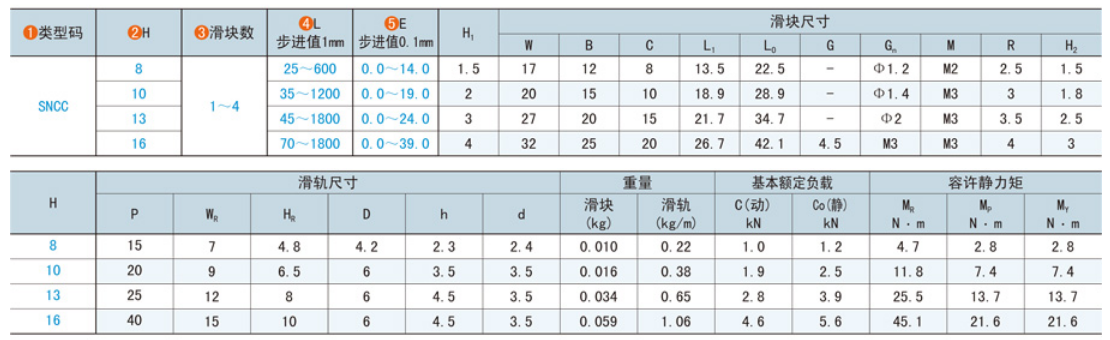 ❶类型码 ❷H ❸滑块数 ❹L 步进值1mm ❺E 步进值0.1mm H₁ 滑块尺寸
W B C L₁ L₀ G Gₙ M R H₂
SNCC 8 1～4 25～600 0.0～14.0 1.5 17 12 8 13.5 22.5 - Φ1.2 M2 2.5 1.5
10 35～1200 0.0～19.0 2 20 15 10 18.9 28.9 - Φ1.4 M3 3 1.8
13 45～1800 0.0～24.0 3 27 20 15 21.7 34.7 - Φ2 M3 3.5 2.5
16 70～1800 0.0～39.0 4 32 25 20 26.7 42.1 4.5 M3 M3 4 3
H 滑轨尺寸 重量 基本额定负载 容许静力矩
P W_R H_R D h d 滑块 (kg) 滑轨 (kg/m) C(动) kN Co(静) kN M_R N·m M_P N·m M_Y N·m
8 15 7 4.8 4.2 2.3 2.4 0.010 0.22 1.0 1.2 4.7 2.8 2.8
10 20 9 6.5 6 3.5 3.5 0.016 0.38 1.9 2.5 11.8 7.4 7.4
13 25 12 8 6 4.5 3.5 0.034 0.65 2.8 3.9 25.5 13.7 13.7
16 40 15 10 6 4.5 3.5 0.059 1.06 4.6 5.6 45.1 21.6 21.6